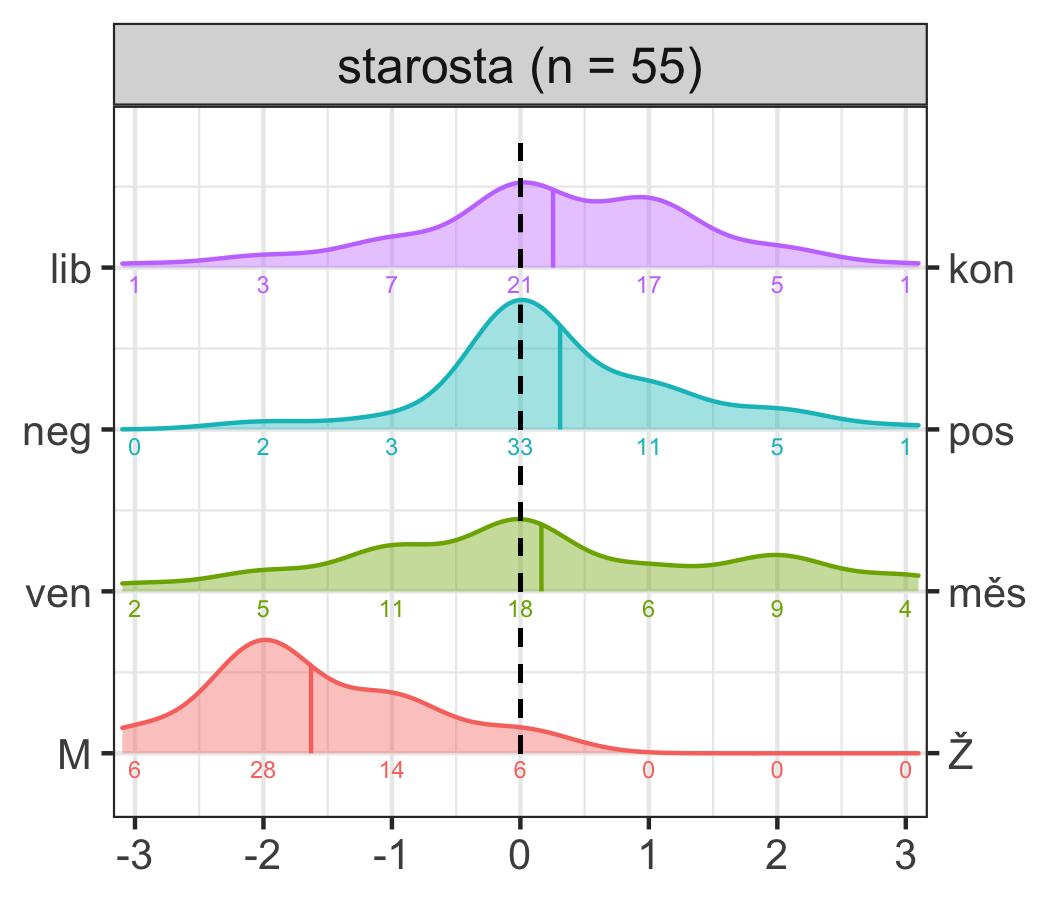 starosta (n = 55)
lib kon
1 3 7 21 17 5 1
neg pos
0 2 3 33 11 5 1
ven měs
2 5 11 18 6 9 4
M Ž
6 28 14 6 0 0 0
-3 -2 -1 0 1 2 3